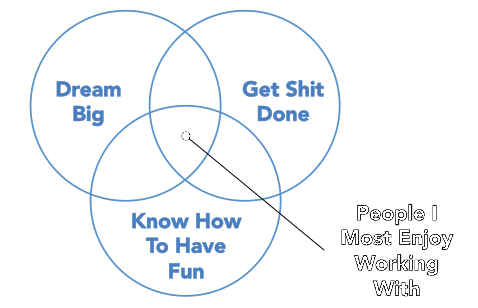 Dream
Big
Get Shit
Done
Know How
To Have
Fun
People I
Most Enjoy
Working
With